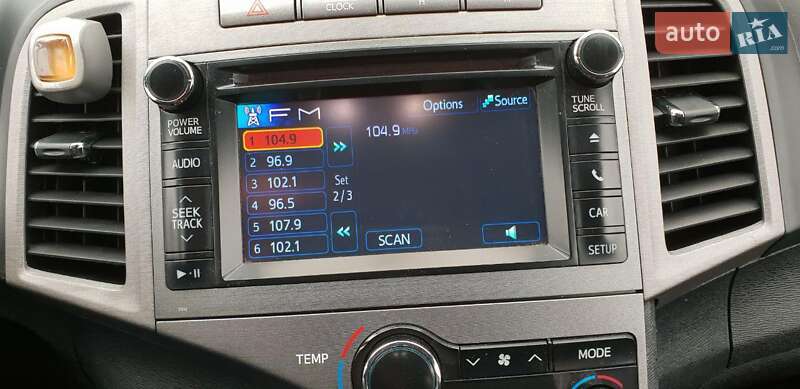 CLOCK
auto RIA
POWER
VOLUME
AUDIO
SEEK
TRACK
FM
Options
Source
1 104.9
2 96.9
3 102.1
4 96.5
5 107.9
6 102.1
Set
2/3
104.9 MHz
SCAN
TUNE
SCROLL
CAR
SETUP
TEMP
MODE